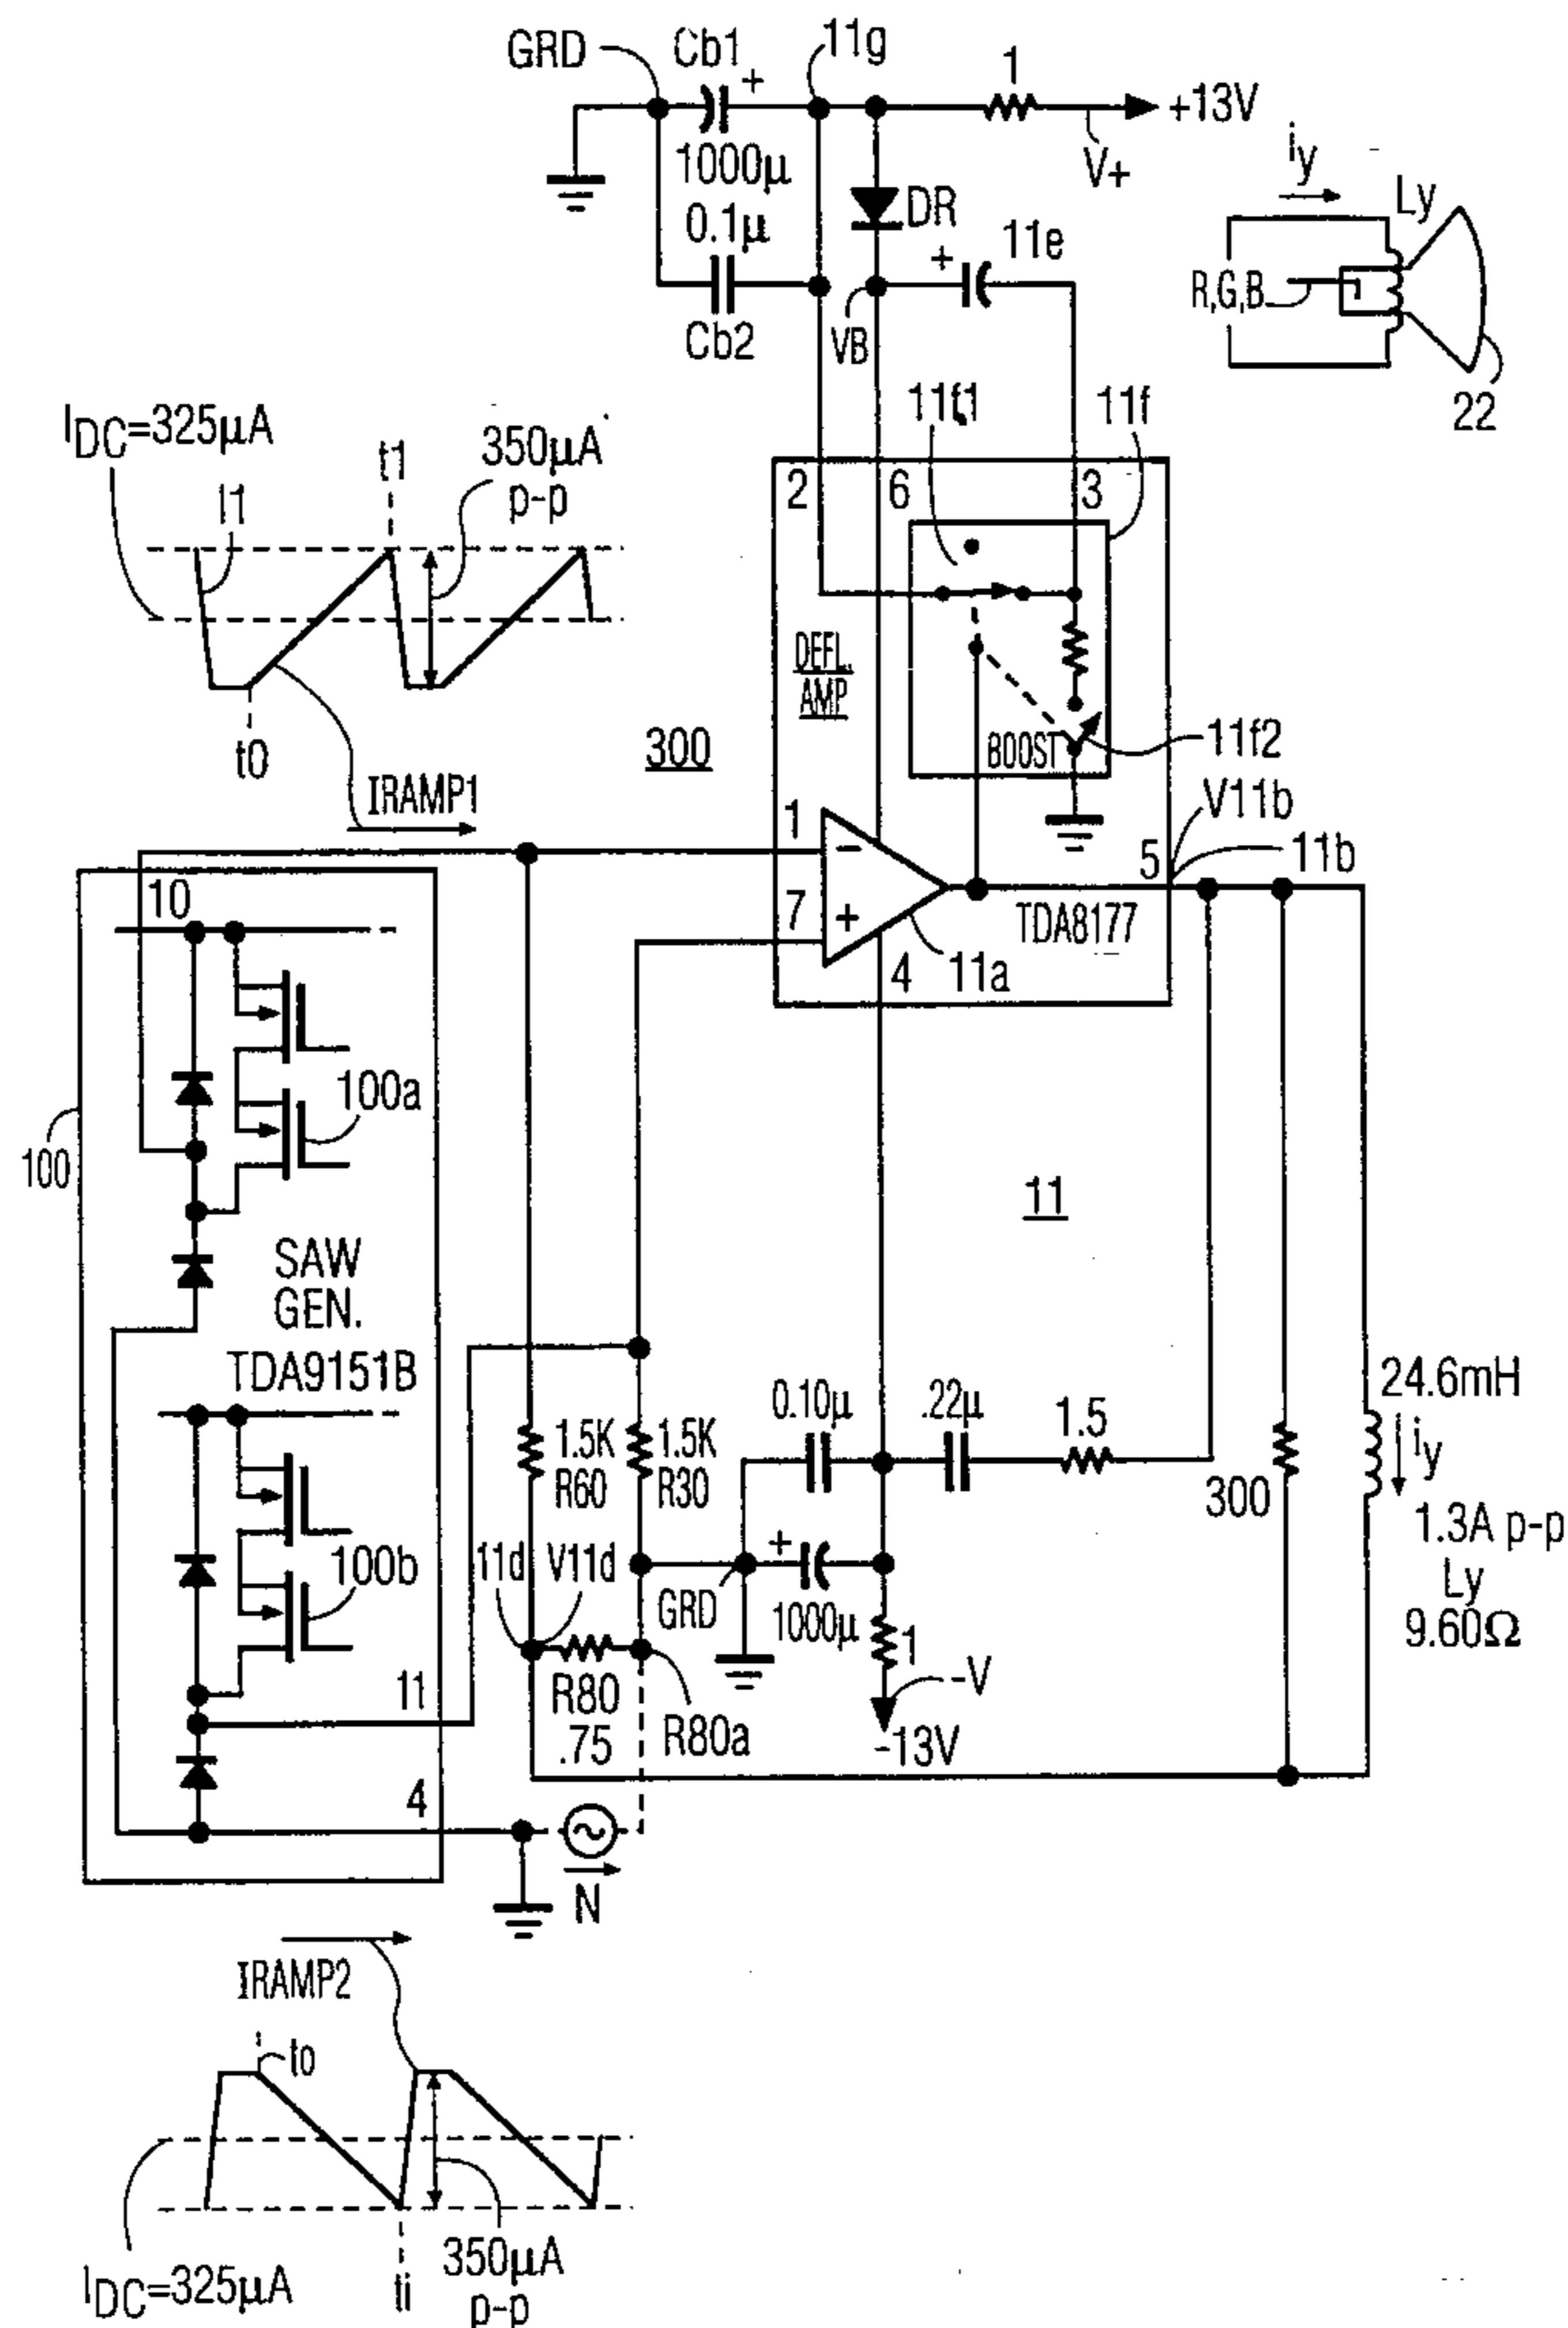 GRD
Cb1
+
11g
1
+13V
1000µ
V+
iy
Ly
0.1µ
DR
11e
+
R,G,B
Cb2
VB
22
IDC=325µA
I1
t1
350µA
p-p
11f1
11f
2
6
3
DEFL.
AMP
t0
300
BOOST
11f2
IRAMP1
V11b
1
−
5
11b
10
7
+
TDA8177
4
11a
100a
100
11
SAW
GEN.
TDA9151B
24.6mH
0.10µ
.22µ
1.5
iy
1.5K
R60
1.5K
R30
300
1.3A p-p
Ly
9.60Ω
100b
11d
V11d
+
GRD
1000µ
1
-V
R80
.75
R80a
-13V
11
4
N
IRAMP2
to
350µA
p-p
IDC=325µA
ti